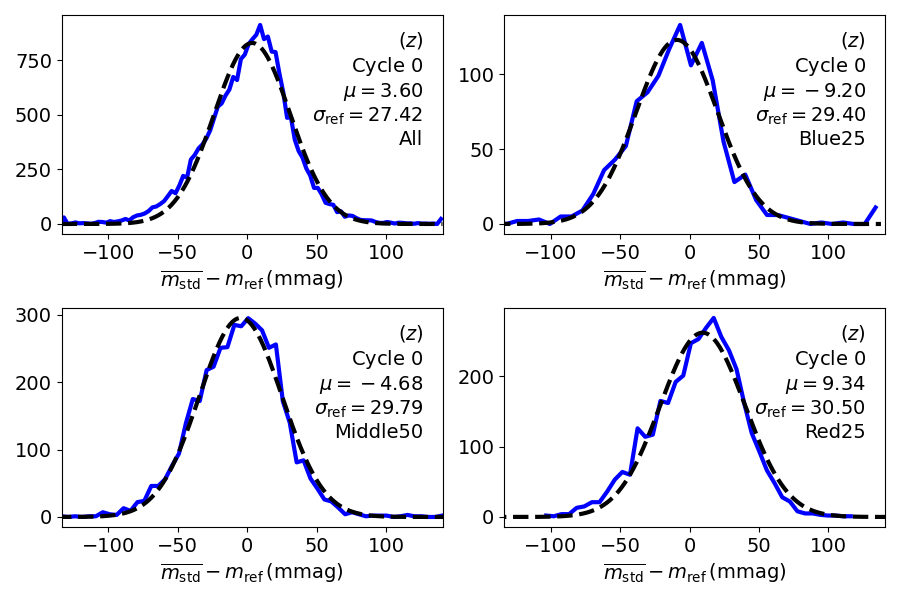 750
500
250
0
(z)
Cycle 0
μ = 3.60
σref = 27.42
All
−100 −50 0 50 100
m̅std − mref (mmag)
100
50
0
(z)
Cycle 0
μ = −9.20
σref = 29.40
Blue25
−100 −50 0 50 100
m̅std − mref (mmag)
300
200
100
0
(z)
Cycle 0
μ = −4.68
σref = 29.79
Middle50
−100 −50 0 50 100
m̅std − mref (mmag)
200
100
0
(z)
Cycle 0
μ = 9.34
σref = 30.50
Red25
−100 −50 0 50 100
m̅std − mref (mmag)